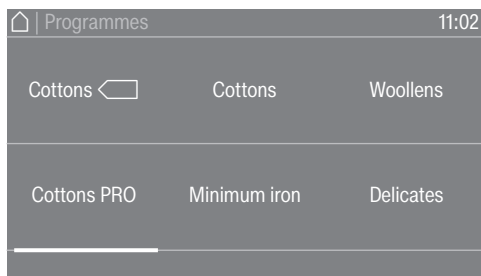 | Programmes 11:02
Cottons Cottons Woollens
Cottons PRO Minimum iron Delicates